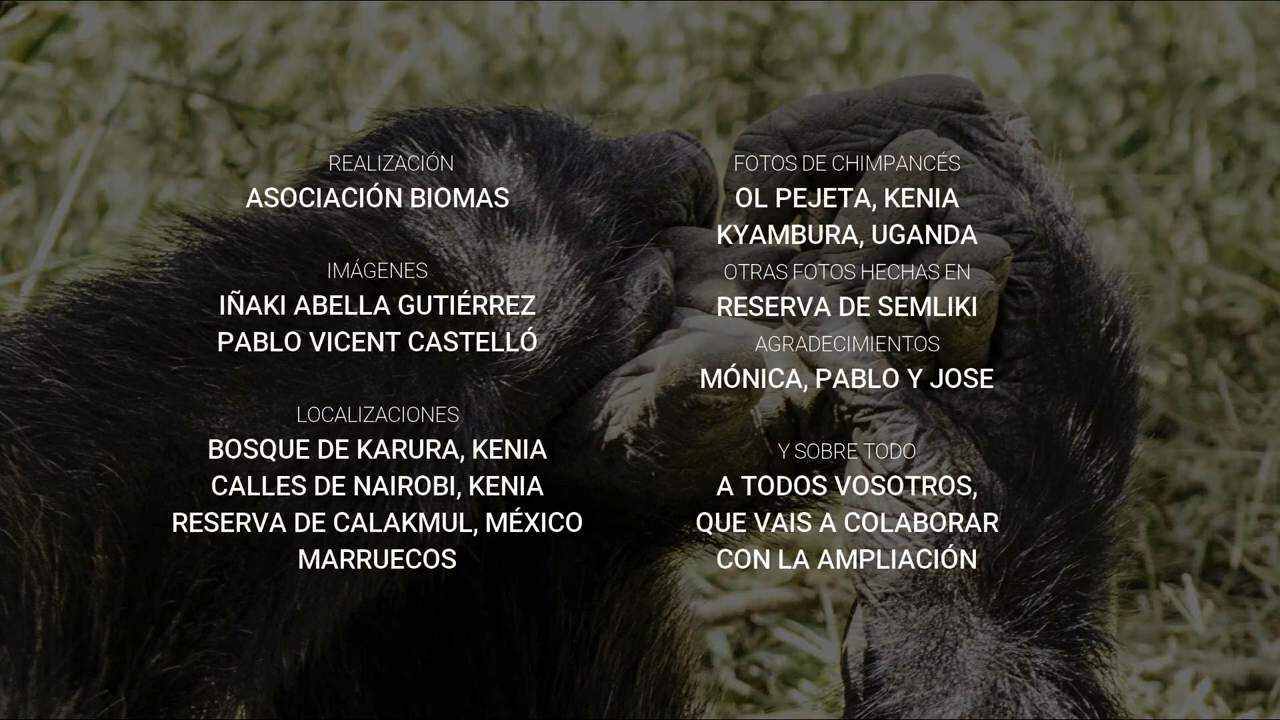 REALIZACIÓN
ASOCIACIÓN BIOMAS
IMÁGENES
IÑAKI ABELLA GUTIÉRREZ
PABLO VICENT CASTELLÓ
LOCALIZACIONES
BOSQUE DE KARURA, KENIA
CALLES DE NAIROBI, KENIA
RESERVA DE CALAKMUL, MÉXICO
MARRUECOS
FOTOS DE CHIMPANCÉS
OL PEJETA, KENIA
KYAMBURA, UGANDA
OTRAS FOTOS HECHAS EN
RESERVA DE SEMLIKI
AGRADECIMIENTOS
MÓNICA, PABLO Y JOSE
Y SOBRE TODO
A TODOS VOSOTROS,
QUE VAIS A COLABORAR
CON LA AMPLIACIÓN